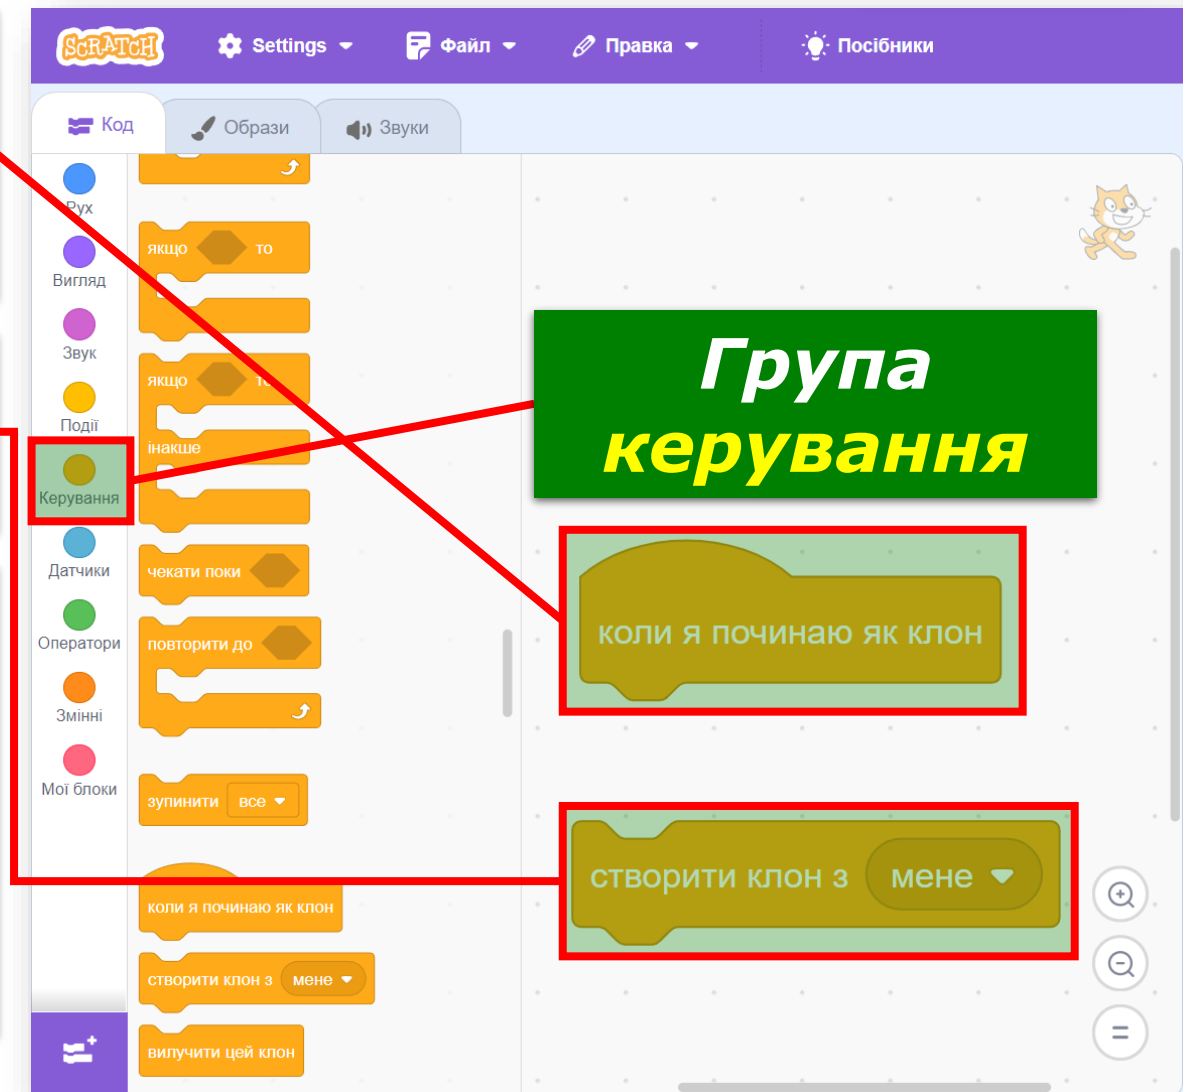 SCRATCH Settings Файл Правка Посібники
Код Образи Звуки
Рух
Вигляд
Звук
Події
Керування
Датчики
Оператори
Змінні
Мої блоки
якщо то
якщо то
інакше
чекати поки
повторити до
зупинити все
коли я починаю як клон
створити клон з мене
вилучити цей клон
Група
керування
коли я починаю як клон
створити клон з мене